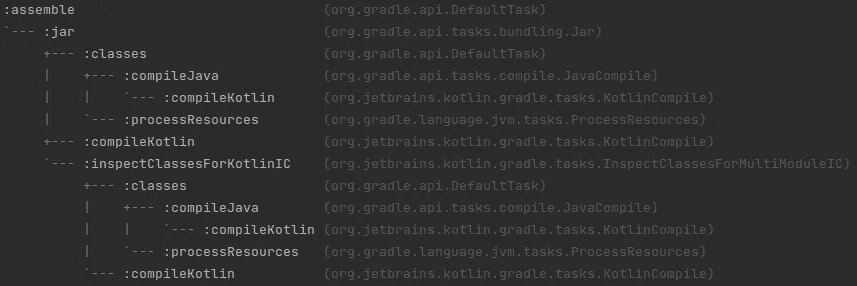 :assemble                               (org.gradle.api.DefaultTask)
`--- :jar                               (org.gradle.api.tasks.bundling.Jar)
     +--- :classes                      (org.gradle.api.DefaultTask)
     |    +--- :compileJava             (org.gradle.api.tasks.compile.JavaCompile)
     |    |    `--- :compileKotlin      (org.jetbrains.kotlin.gradle.tasks.KotlinCompile)
     |    `--- :processResources        (org.gradle.language.jvm.tasks.ProcessResources)
     +--- :compileKotlin                (org.jetbrains.kotlin.gradle.tasks.KotlinCompile)
     `--- :inspectClassesForKotlinIC    (org.jetbrains.kotlin.gradle.tasks.InspectClassesForMultiModuleIC)
          +--- :classes                 (org.gradle.api.DefaultTask)
          |    +--- :compileJava        (org.gradle.api.tasks.compile.JavaCompile)
          |    |    `--- :compileKotlin (org.jetbrains.kotlin.gradle.tasks.KotlinCompile)
          |    `--- :processResources   (org.gradle.language.jvm.tasks.ProcessResources)
          `--- :compileKotlin           (org.jetbrains.kotlin.gradle.tasks.KotlinCompile)